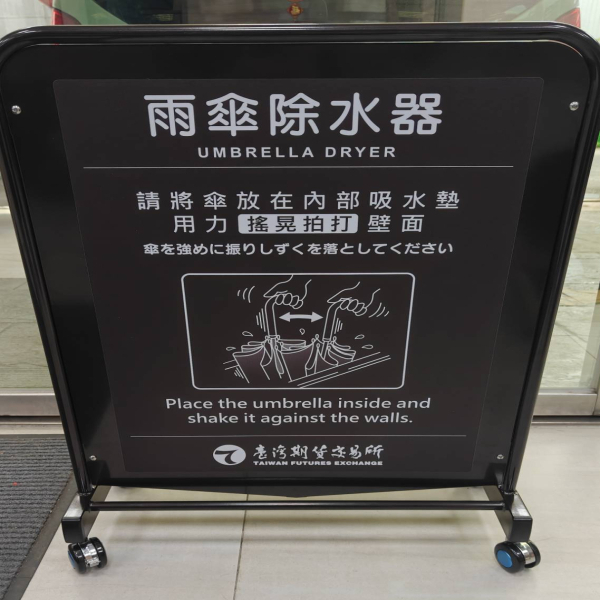 雨傘除水器
UMBRELLA DRYER
請將傘放在內部吸水墊
用力 搖晃拍打 壁面
傘を強めに振りしずくを落としてください
Place the umbrella inside and
shake it against the walls.
臺灣期貨交易所
TAIWAN FUTURES EXCHANGE